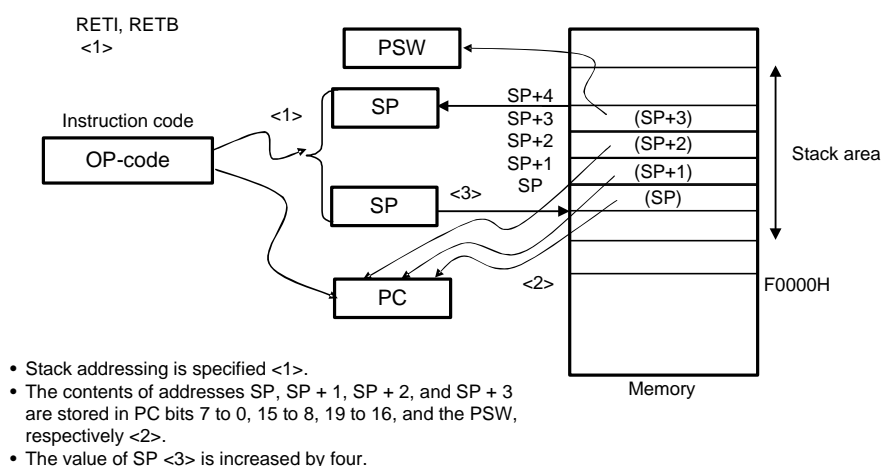 RETI, RETB
<1>
PSW
SP+4
SP+3
SP+2
SP+1
SP
SP
<1>
Instruction code
OP-code
SP
<3>
PC
<2>
(SP+3)
(SP+2)
(SP+1)
(SP)
Stack area
F0000H
Memory
• Stack addressing is specified <1>.
• The contents of addresses SP, SP + 1, SP + 2, and SP + 3
are stored in PC bits 7 to 0, 15 to 8, 19 to 16, and the PSW,
respectively <2>.
• The value of SP <3> is increased by four.